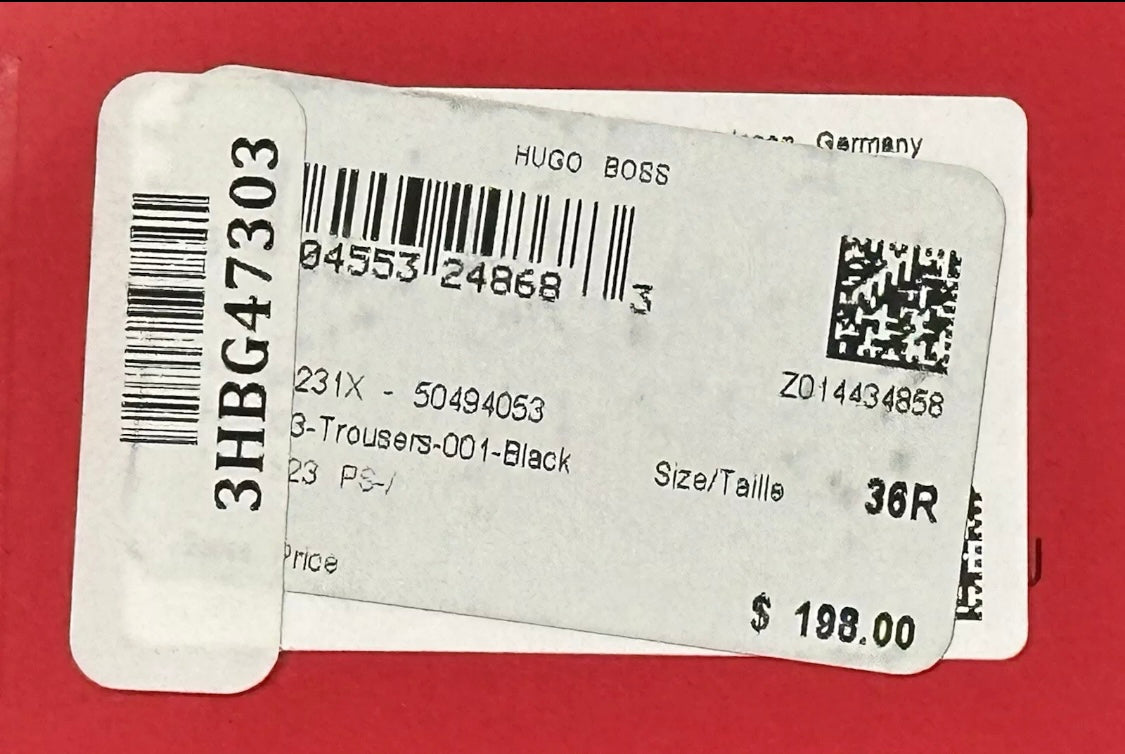 3HBG47303
Germany
HUGO BOSS
04553 24868 3
Z014434858
231X - 50494053
3-Trousers-001-Black
23 PS-/
Size/Taille 36R
Price
$ 198.00